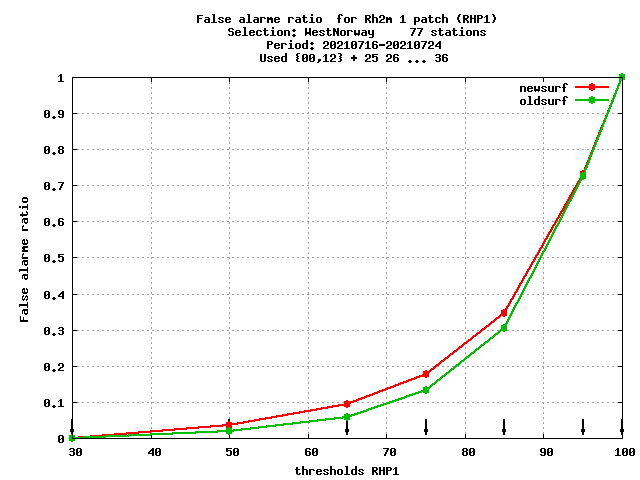 False alarme ratio  for Rh2m 1 patch (RHP1)
Selection: WestNorway     77 stations
Period: 20210716-20210724
Used {00,12} + 25 26 ... 36
newsurf
oldsurf
1
0.9
0.8
0.7
0.6
0.5
0.4
0.3
0.2
0.1
0
False alarme ratio
30 40 50 60 70 80 90 100
thresholds RHP1